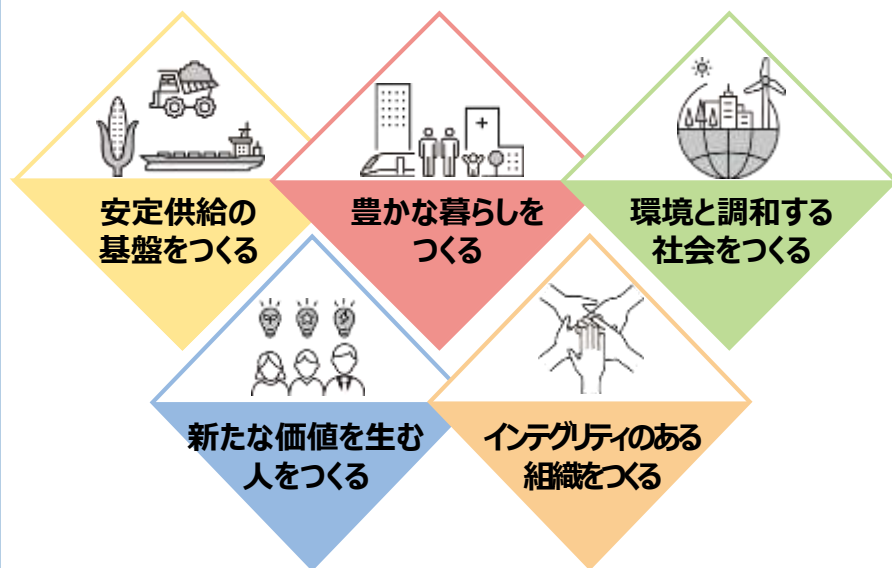 安定供給の
基盤をつくる
豊かな暮らしを
つくる
環境と調和する
社会をつくる
新たな価値を生む
人をつくる
インテグリティのある
組織をつくる